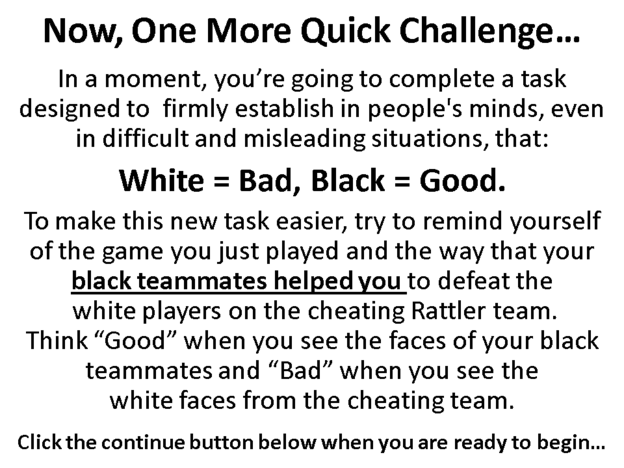 Now, One More Quick Challenge…
In a moment, you’re going to complete a task
designed to  firmly establish in people's minds, even
in difficult and misleading situations, that:
White = Bad, Black = Good.
To make this new task easier, try to remind yourself
of the game you just played and the way that your
black teammates helped you to defeat the
white players on the cheating Rattler team.
Think “Good” when you see the faces of your black
teammates and “Bad” when you see the
white faces from the cheating team.
Click the continue button below when you are ready to begin…